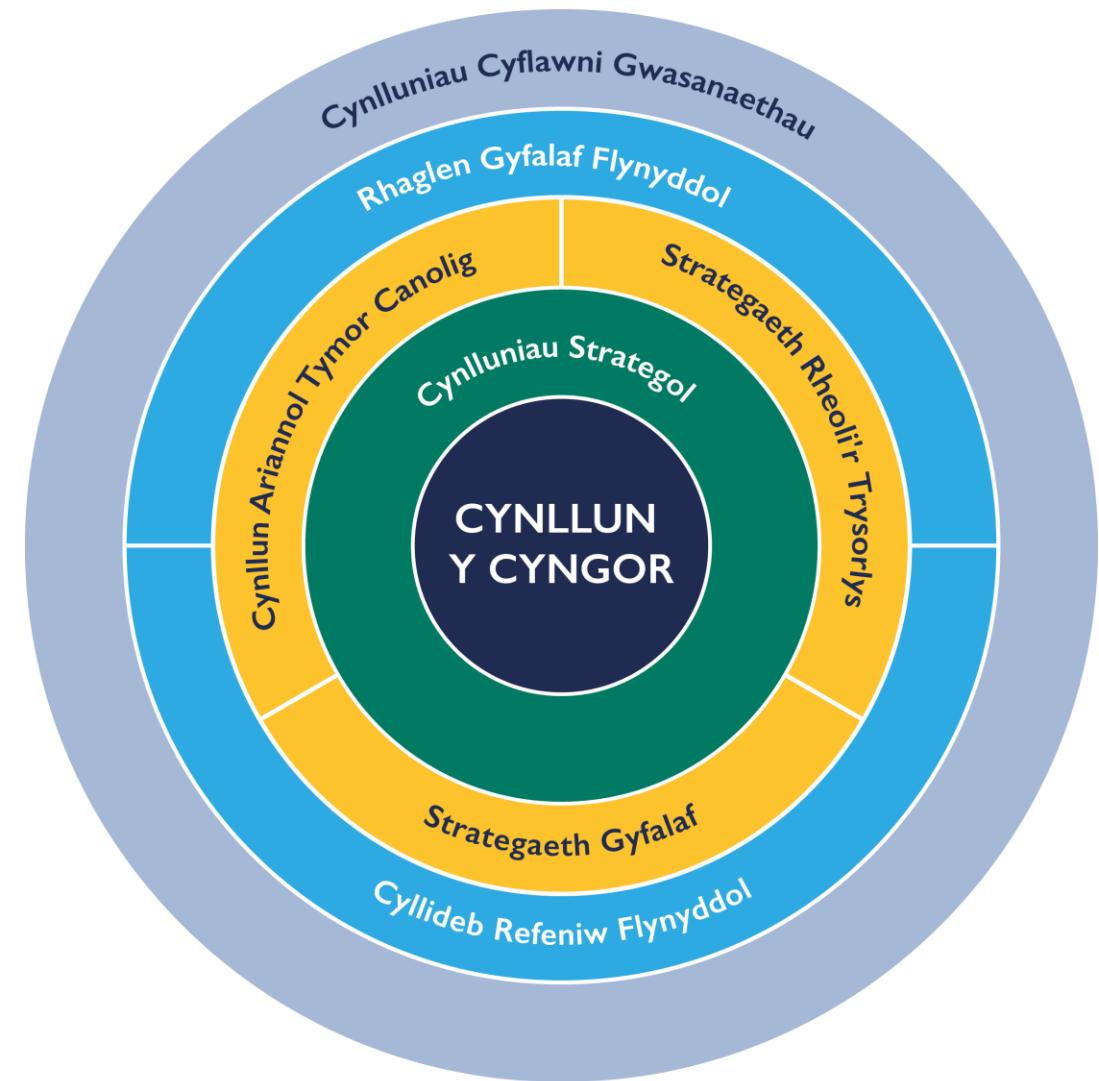 Cynlluniau Cyflawni Gwasanaethau
Rhaglen Gyfalaf Flynyddol
Cynllun Ariannol Tymor Canolig
Strategaeth Rheoli'r Trysorlys
Cynlluniau Strategol
CYNLLUN
Y CYNGOR
Strategaeth Gyfalaf
Cyllideb Refeniw Flynyddol